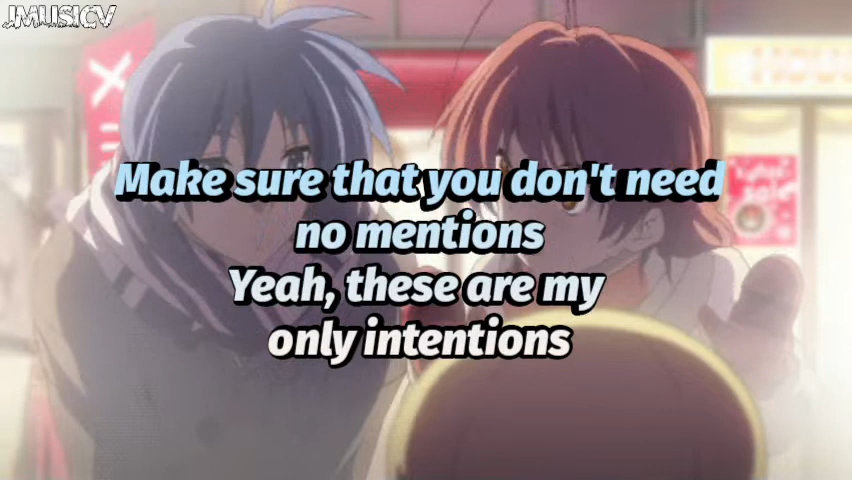 JMUSICV
Make sure that you don't need
no mentions
Yeah, these are my
only intentions